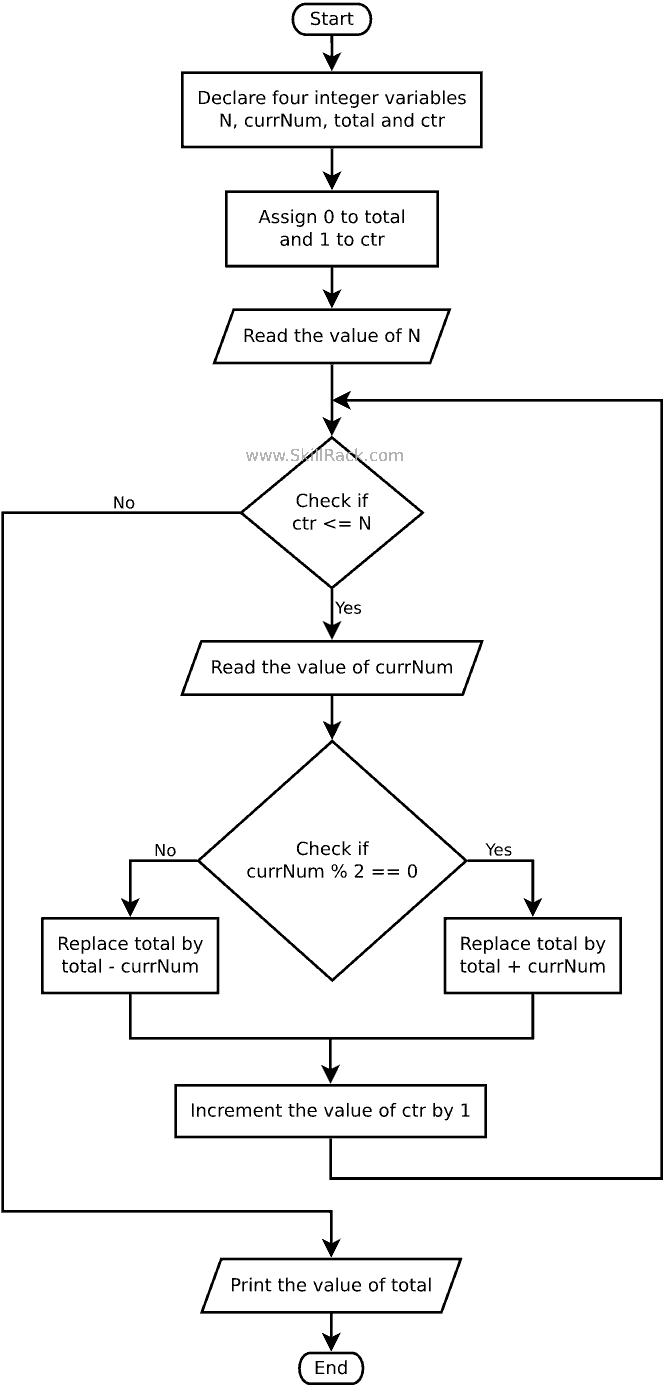 Start
Declare four integer variables
N, currNum, total and ctr
Assign 0 to total
and 1 to ctr
Read the value of N
www.SkillRack.com
Check if
ctr <= N
No
Yes
Read the value of currNum
Check if
currNum % 2 == 0
No
Yes
Replace total by
total - currNum
Replace total by
total + currNum
Increment the value of ctr by 1
Print the value of total
End